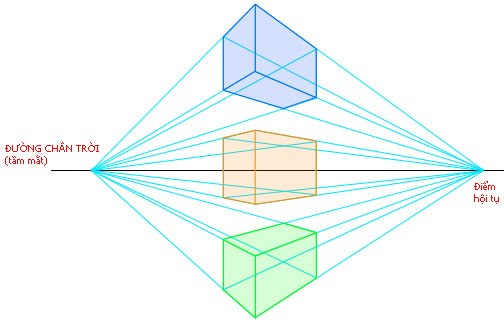 ĐƯỜNG CHÂN TRỜI
(tầm mắt)
Điểm
hội tụ